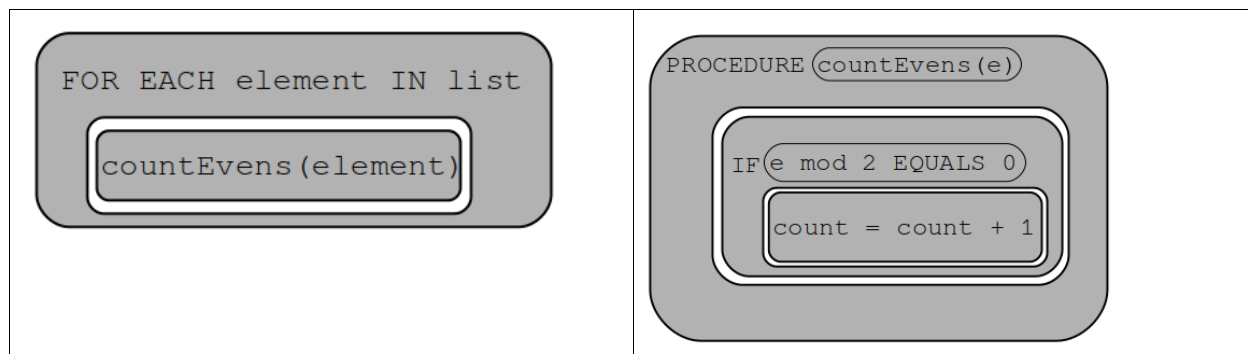 FOR EACH element IN list
countEvens(element)
PROCEDURE countEvens(e)
IF e mod 2 EQUALS 0
count = count + 1